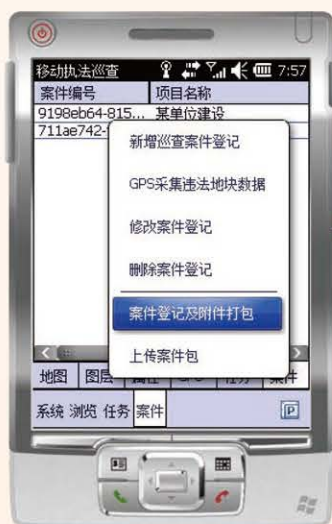 移动执法巡查 7:57
案件编号 项目名称
9198eb64-815... 某单位建设
711ae742-
新增巡查案件登记
GPS采集违法地块数据
修改案件登记
删除案件登记
案件登记及附件打包
上传案件包
地图 图层
系统 浏览 任务 案件
P